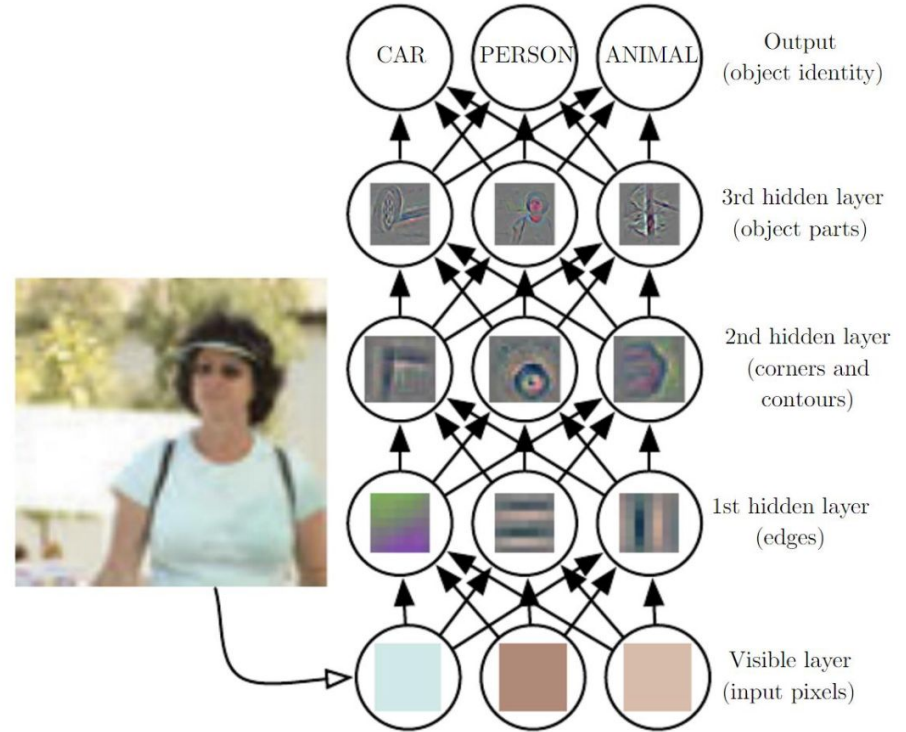 CAR
PERSON
ANIMAL
Output
(object identity)
3rd hidden layer
(object parts)
2nd hidden layer
(corners and
contours)
1st hidden layer
(edges)
Visible layer
(input pixels)